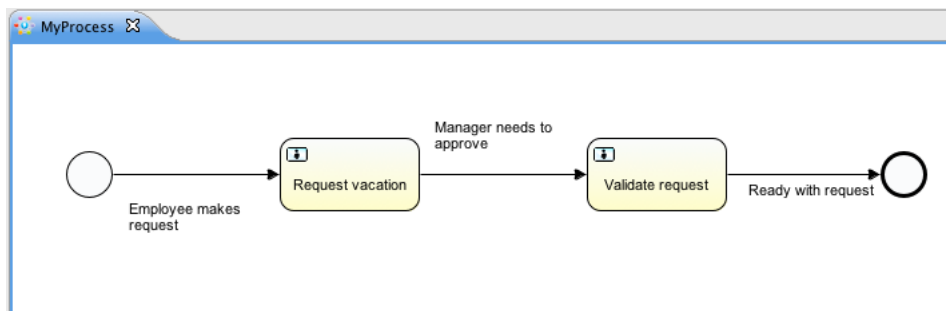 MyProcess
Manager needs to
approve
Request vacation
Validate request
Ready with request
Employee makes
request